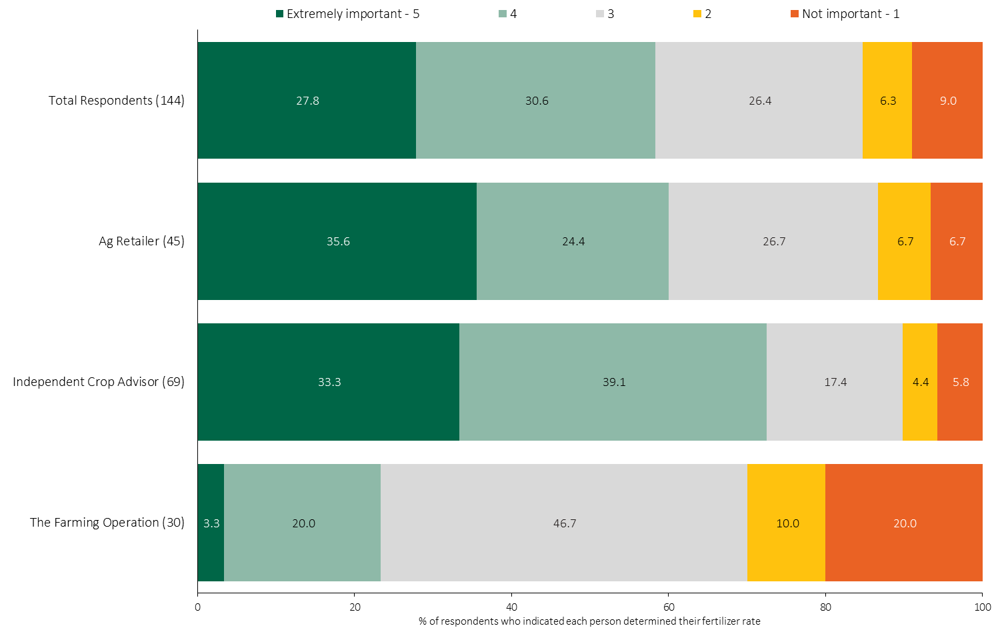 Extremely important - 5 4 3 2 Not important - 1
Total Respondents (144) 27.8 30.6 26.4 6.3 9.0
Ag Retailer (45) 35.6 24.4 26.7 6.7 6.7
Independent Crop Advisor (69) 33.3 39.1 17.4 4.4 5.8
The Farming Operation (30) 3.3 20.0 46.7 10.0 20.0
0 20 40 60 80 100
% of respondents who indicated each person determined their fertilizer rate